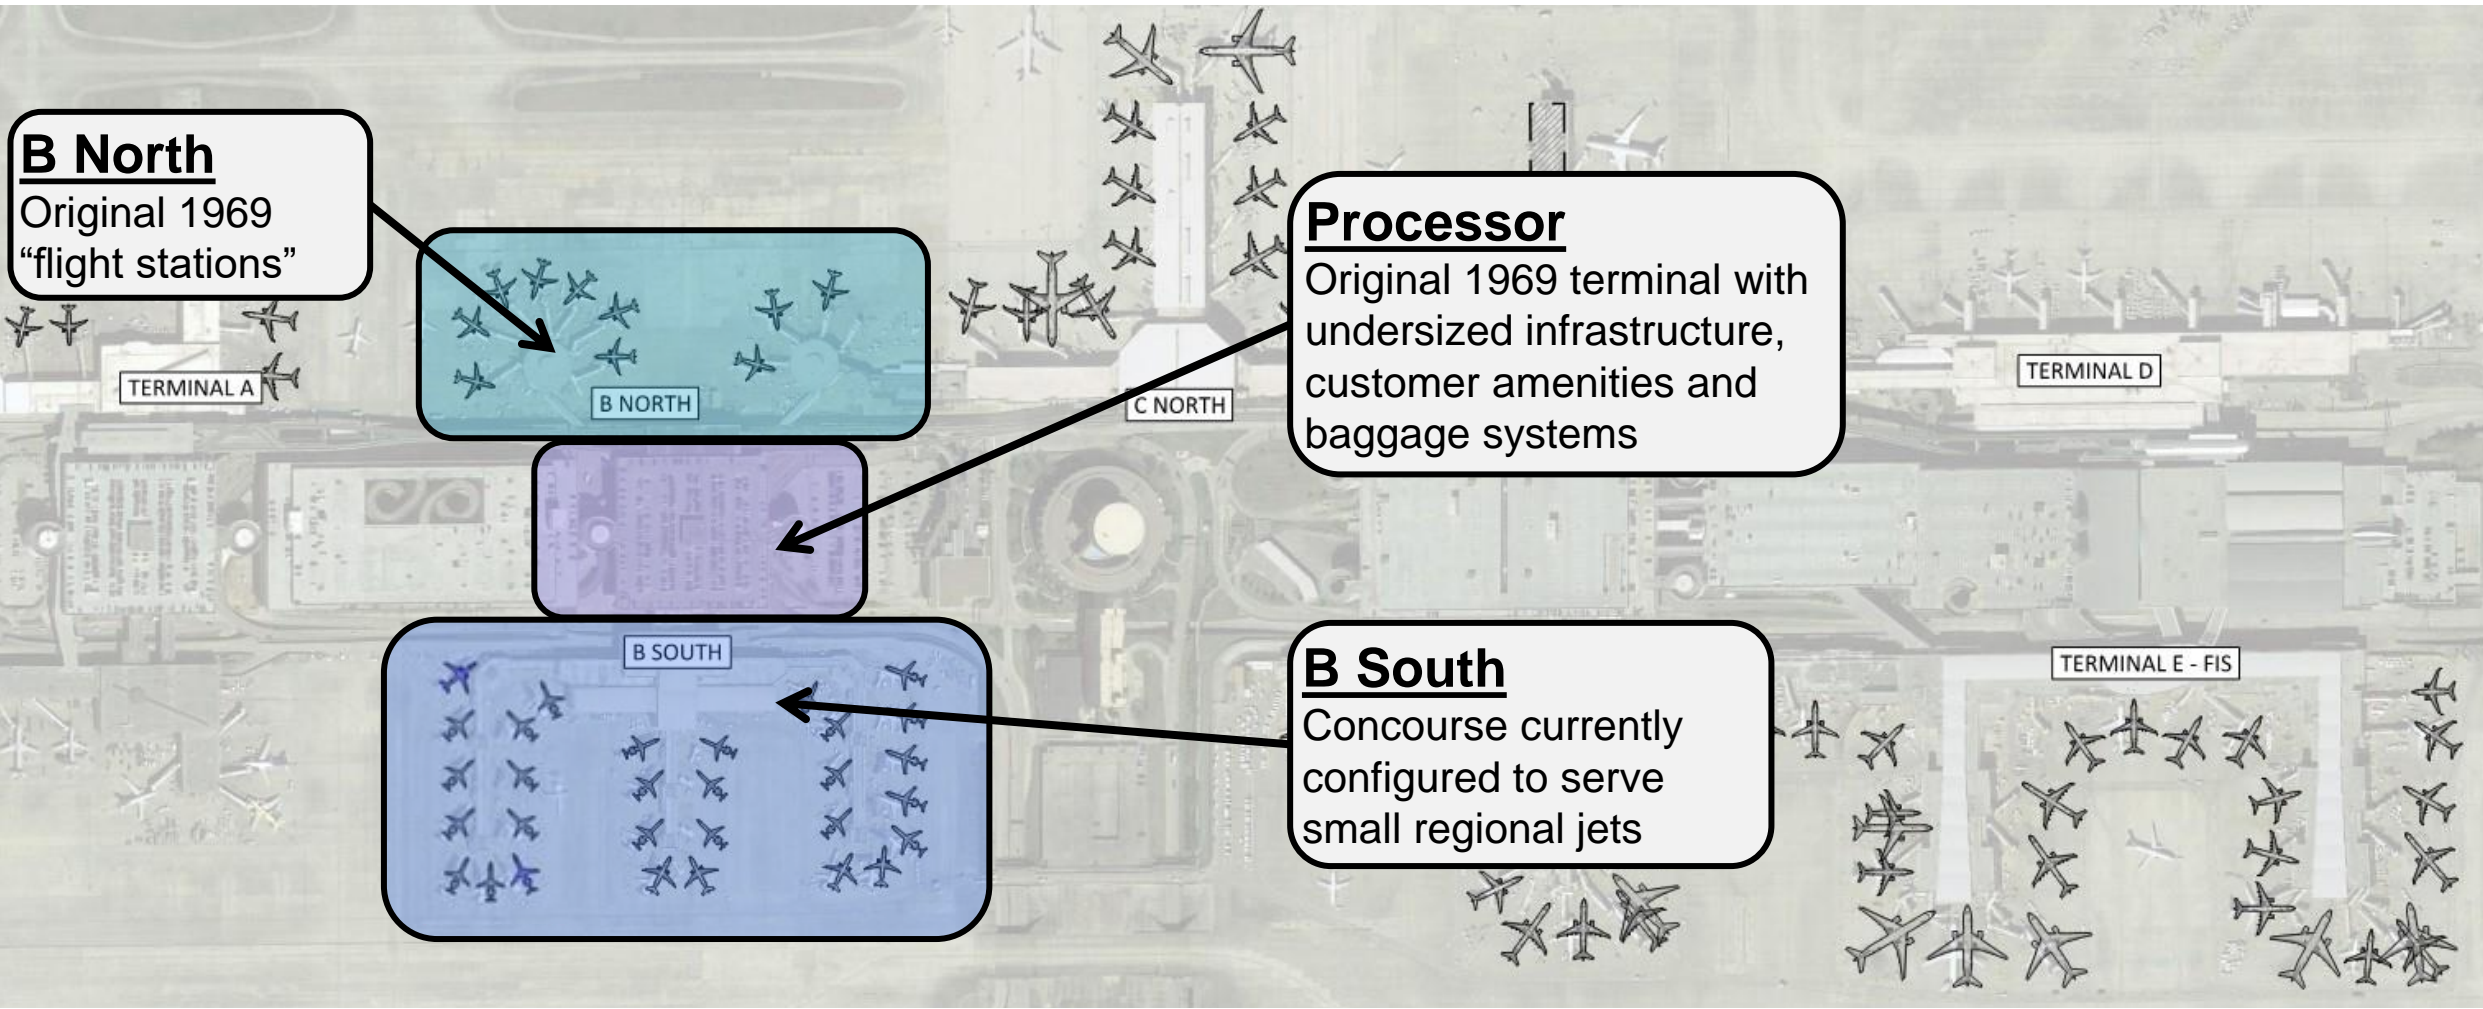 B North
Original 1969
“flight stations”
Processor
Original 1969 terminal with
undersized infrastructure,
customer amenities and
baggage systems
TERMINAL A
B NORTH
C NORTH
TERMINAL D
B SOUTH
B South
Concourse currently
configured to serve
small regional jets
TERMINAL E - FIS